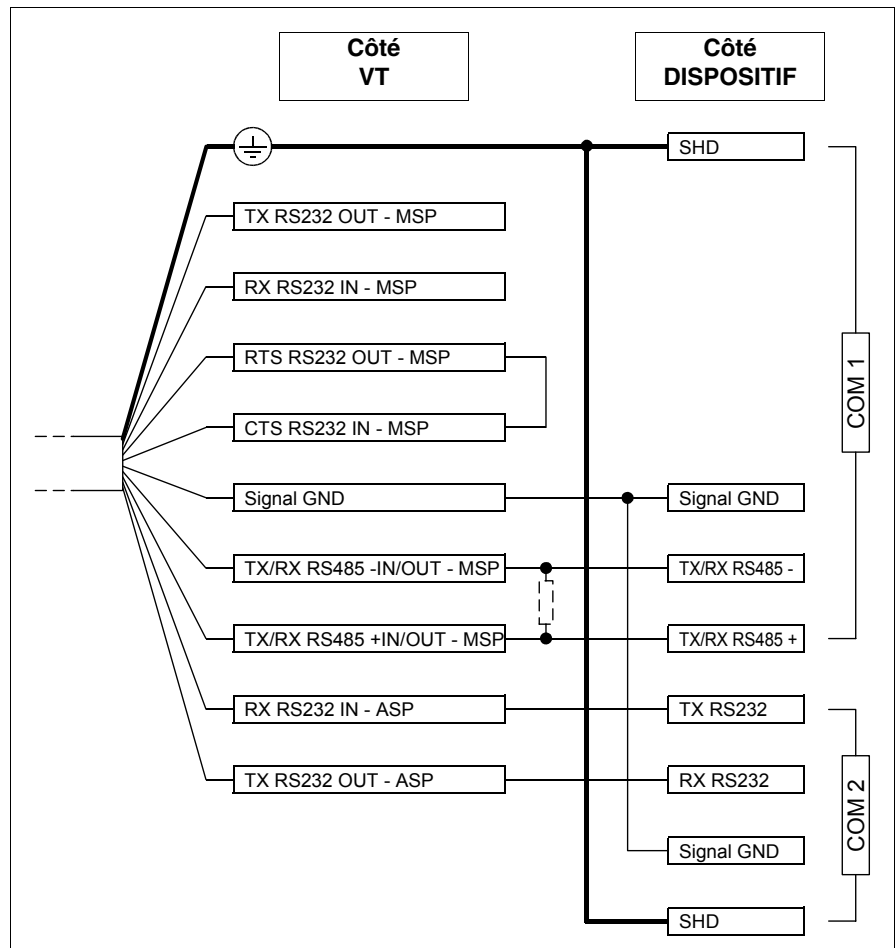 Côté
VT
Côté
DISPOSITIF
SHD
TX RS232 OUT - MSP
RX RS232 IN - MSP
RTS RS232 OUT - MSP
CTS RS232 IN - MSP
COM 1
Signal GND
Signal GND
TX/RX RS485 -IN/OUT - MSP
TX/RX RS485 -
TX/RX RS485 +IN/OUT - MSP
TX/RX RS485 +
RX RS232 IN - ASP
TX RS232
TX RS232 OUT - ASP
RX RS232
COM 2
Signal GND
SHD